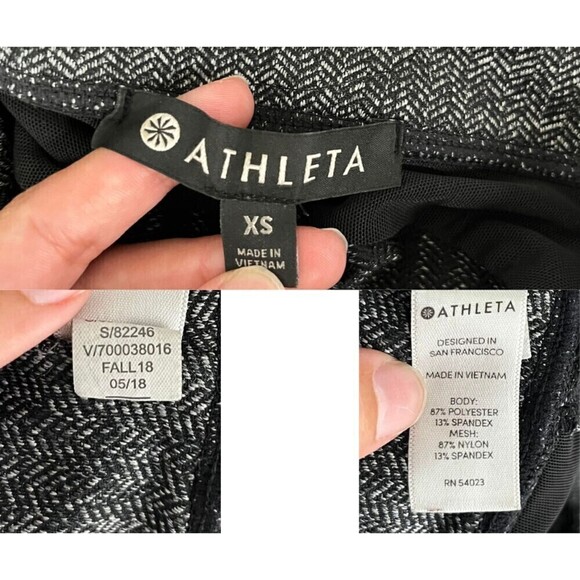 ATHLETA
XS
MADE IN
VIETNAM
S/82246
V/700038016
FALL18
05/18
ATHLETA
DESIGNED IN
SAN FRANCISCO
MADE IN VIETNAM
BODY:
87% POLYESTER
13% SPANDEX
MESH:
87% NYLON
13% SPANDEX
RN 54023